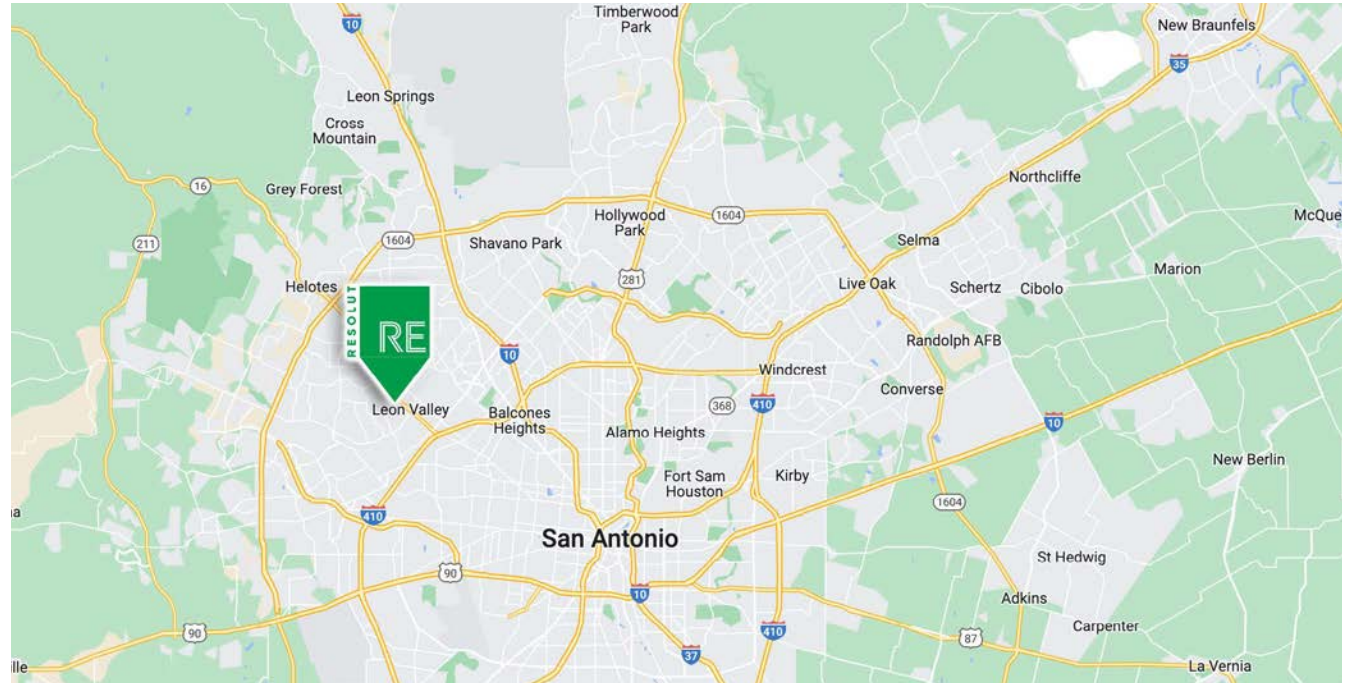 Timberwood
Park
10
New Braunfels
35
Leon Springs
Cross
Mountain
16
Grey Forest
Northcliffe
McQue
Hollywood
Park
1604
211
1604
Shavano Park
Selma
281
Marion
Helotes
Live Oak
Schertz
Cibolo
RESOLUT
RE
Randolph AFB
10
Windcrest
Converse
368
410
Leon Valley
Balcones
Heights
Alamo Heights
10
New Berlin
Fort Sam
Houston
Kirby
1604
a
410
San Antonio
St Hedwig
90
10
Adkins
90
410
87
Carpenter
37
ille
La Vernia